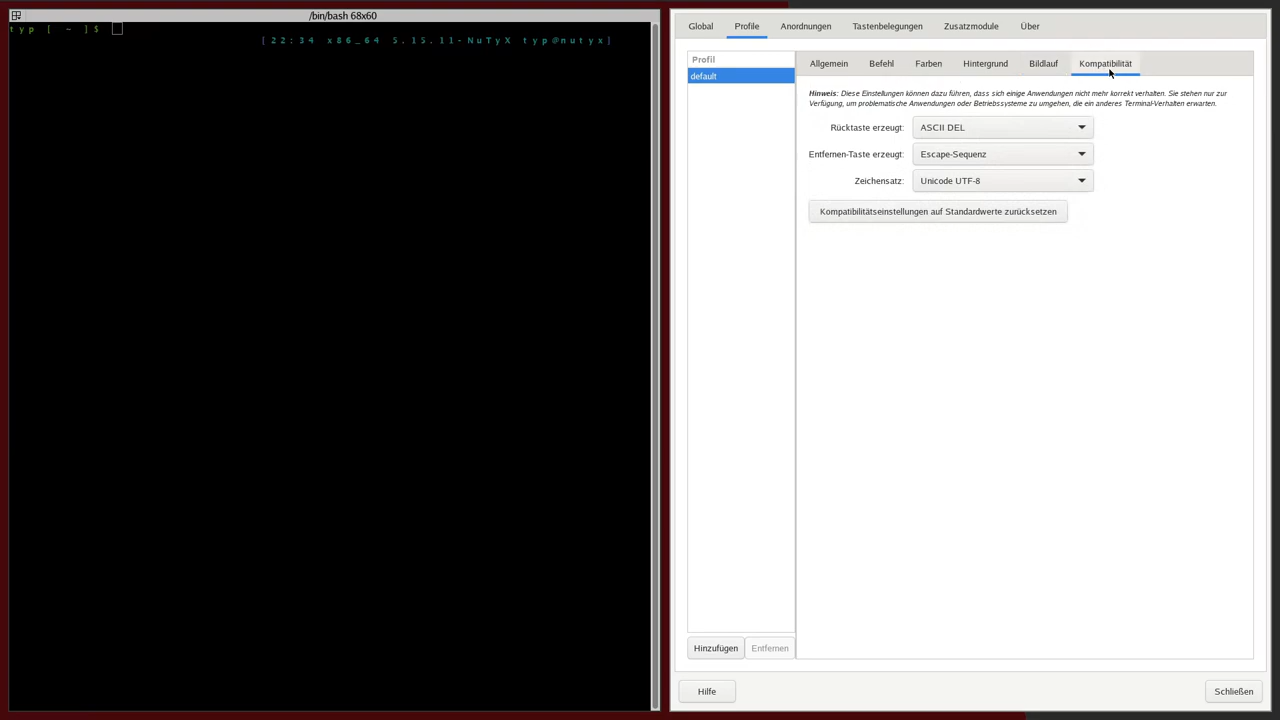 /bin/bash 68x60
typ [ ~ ]$
[22:34 x86_64 5.15.11-NuTyX typ@nutyx]
Global Profile Anordnungen Tastenbelegungen Zusatzmodule Über
Profil
default
Allgemein Befehl Farben Hintergrund Bildlauf Kompatibilität
Hinweis: Diese Einstellungen können dazu führen, dass sich einige Anwendungen nicht mehr korrekt verhalten. Sie stehen nur zur
Verfügung, um problematische Anwendungen oder Betriebssysteme zu umgehen, die ein anderes Terminal-Verhalten erwarten.
Rücktaste erzeugt: ASCII DEL
Entfernen-Taste erzeugt: Escape-Sequenz
Zeichensatz: Unicode UTF-8
Kompatibilitätseinstellungen auf Standardwerte zurücksetzen
Hinzufügen Entfernen
Hilfe Schließen